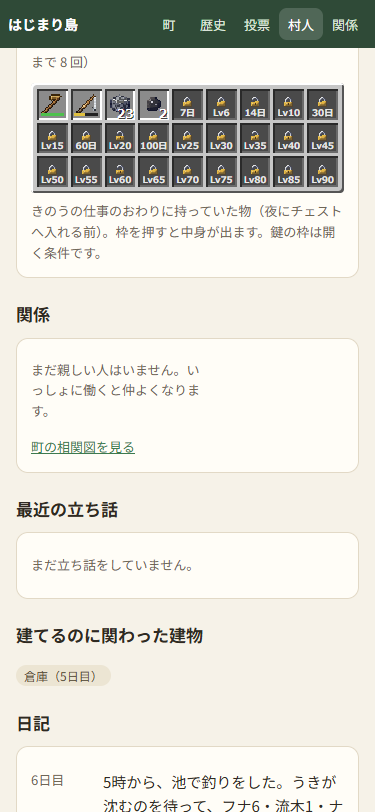 はじまり島 町 歴史 投票 村人 関係
まで8回）
23 2 7日 Lv6 14日 Lv10 30日
Lv15 60日 Lv20 100日 Lv25 Lv30 Lv35 Lv40 Lv45
Lv50 Lv55 Lv60 Lv65 Lv70 Lv75 Lv80 Lv85 Lv90
きのうの仕事のおわりに持っていた物（夜にチェスト
へ入れる前）。枠を押すと中身が出ます。鍵の枠は開
く条件です。
関係
まだ親しい人はいません。い
っしょに働くと仲よくなりま
す。
町の相関図を見る
最近の立ち話
まだ立ち話をしていません。
建てるのに関わった建物
倉庫（5日目）
日記
6日目 5時から、池で釣りをした。うきが
沈むのを待って、フナ6・流木1・ナ